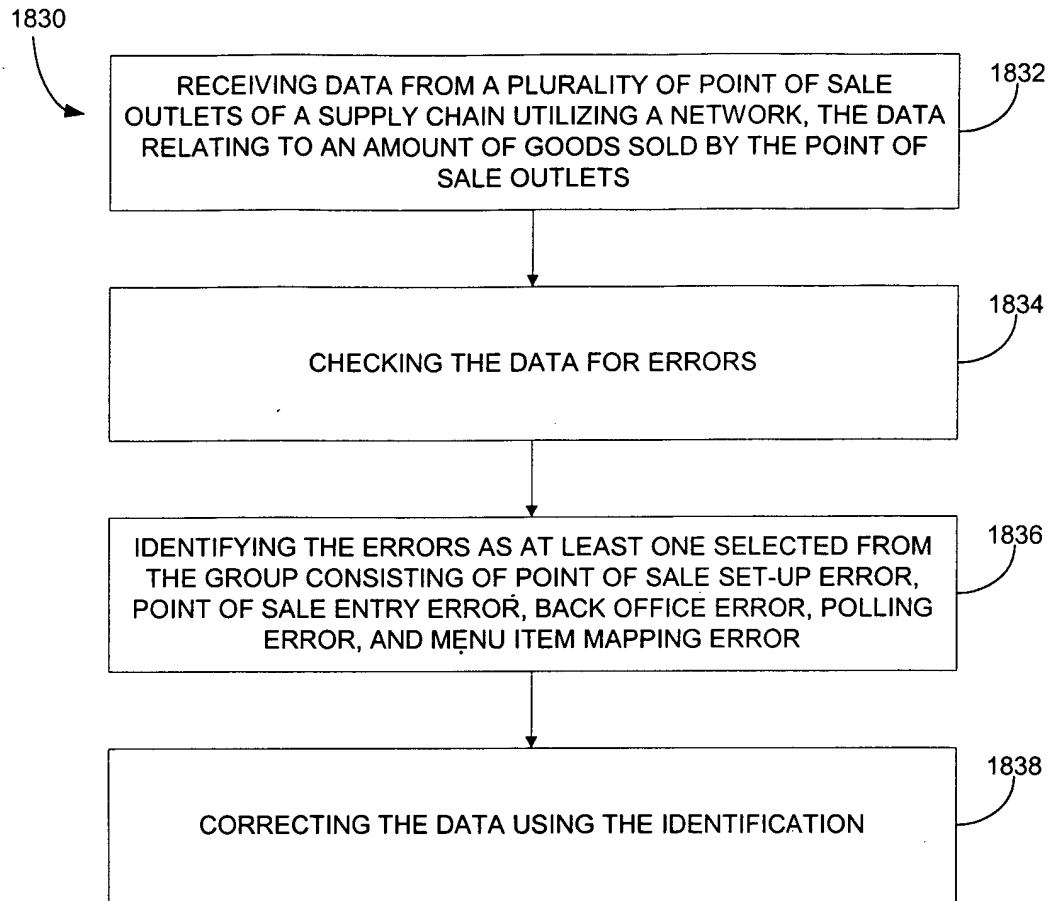 1830
RECEIVING DATA FROM A PLURALITY OF POINT OF SALE
OUTLETS OF A SUPPLY CHAIN UTILIZING A NETWORK, THE DATA
RELATING TO AN AMOUNT OF GOODS SOLD BY THE POINT OF
SALE OUTLETS
1832
CHECKING THE DATA FOR ERRORS
1834
IDENTIFYING THE ERRORS AS AT LEAST ONE SELECTED FROM
THE GROUP CONSISTING OF POINT OF SALE SET-UP ERROR,
POINT OF SALE ENTRY ERROR, BACK OFFICE ERROR, POLLING
ERROR, AND MENU ITEM MAPPING ERROR
1836
CORRECTING THE DATA USING THE IDENTIFICATION
1838